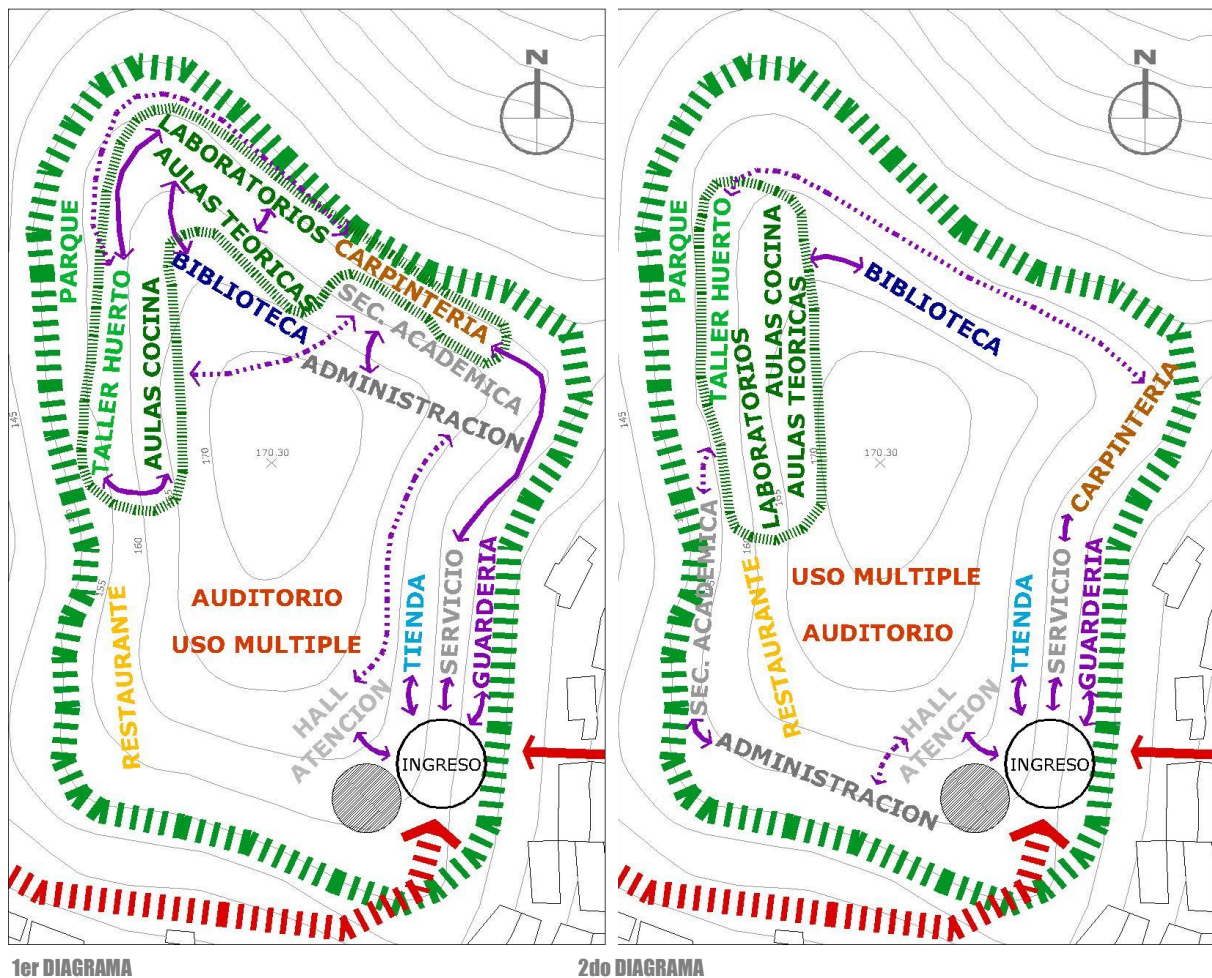 N
LABORATORIOS
AULAS TEORICAS
PARQUE
CARPINTERIA
BIBLIOTECA
SEC. ACADEMICA
TALLER HUERTO
AULAS COCINA
ADMINISTRACION
145
170
170.30
160
155
AUDITORIO
USO MULTIPLE
RESTAURANTE
TIENDA
SERVICIO
GUARDERIA
HALL
ATENCION
INGRESO
1er DIAGRAMA
N
PARQUE
TALLER HUERTO
LABORATORIOS
AULAS COCINA
AULAS TEORICAS
BIBLIOTECA
CARPINTERIA
145
170.30
165
160
155
SEC. ACADEMICA
RESTAURANTE
USO MULTIPLE
AUDITORIO
TIENDA
SERVICIO
GUARDERIA
HALL
ATENCION
ADMINISTRACION
INGRESO
2do DIAGRAMA